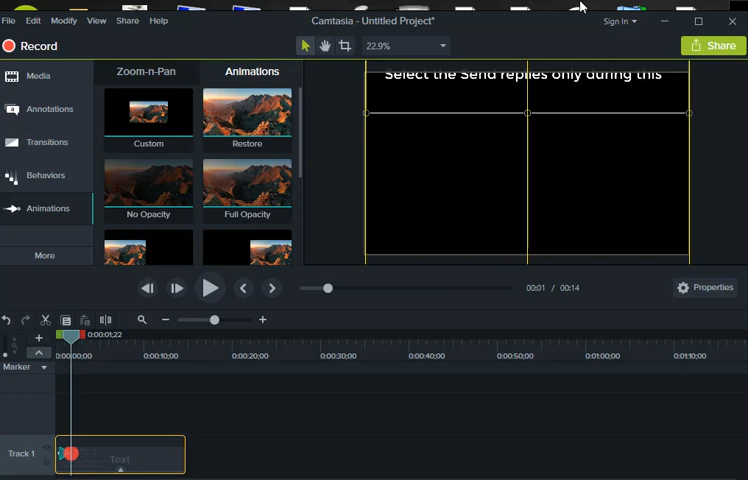 File Edit Modify View Share Help Camtasia - Untitled Project* Sign In
Record 22.9% Share
Media
Annotations
Transitions
Behaviors
Animations
More
Zoom-n-Pan Animations
Custom Restore
No Opacity Full Opacity
Select the Send replies only during this
00:01 / 00:14 Properties
0:00:01;22
0:00:00;00 0:00:10;00 0:00:20;00 0:00:30;00 0:00:40;00 0:00:50;00 0:01:00;00 0:01:10;00
Marker
Track 1 Text